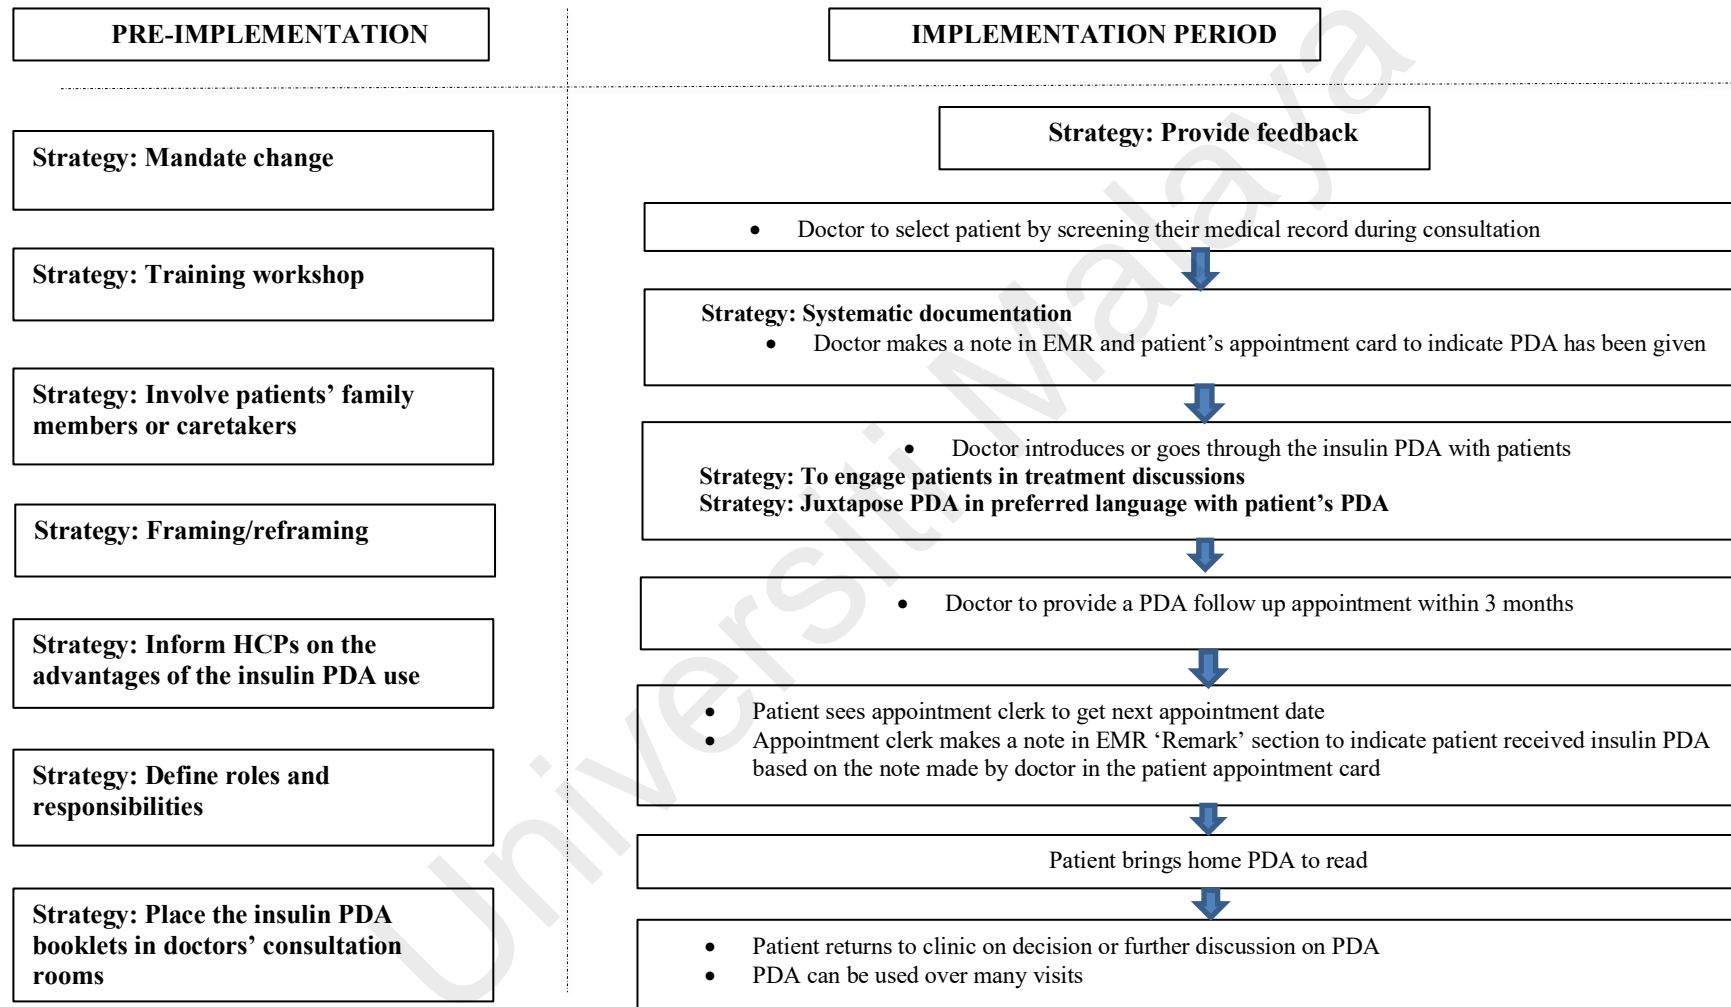 PRE-IMPLEMENTATION
IMPLEMENTATION PERIOD
Strategy: Mandate change
Strategy: Training workshop
Strategy: Involve patients’ family
members or caretakers
Strategy: Framing/reframing
Strategy: Inform HCPs on the
advantages of the insulin PDA use
Strategy: Define roles and
responsibilities
Strategy: Place the insulin PDA
booklets in doctors’ consultation
rooms
Strategy: Provide feedback
• Doctor to select patient by screening their medical record during consultation
Strategy: Systematic documentation
• Doctor makes a note in EMR and patient’s appointment card to indicate PDA has been given
• Doctor introduces or goes through the insulin PDA with patients
Strategy: To engage patients in treatment discussions
Strategy: Juxtapose PDA in preferred language with patient’s PDA
• Doctor to provide a PDA follow up appointment within 3 months
• Patient sees appointment clerk to get next appointment date
• Appointment clerk makes a note in EMR ‘Remark’ section to indicate patient received insulin PDA
based on the note made by doctor in the patient appointment card
Patient brings home PDA to read
• Patient returns to clinic on decision or further discussion on PDA
• PDA can be used over many visits
Universiti Malaya